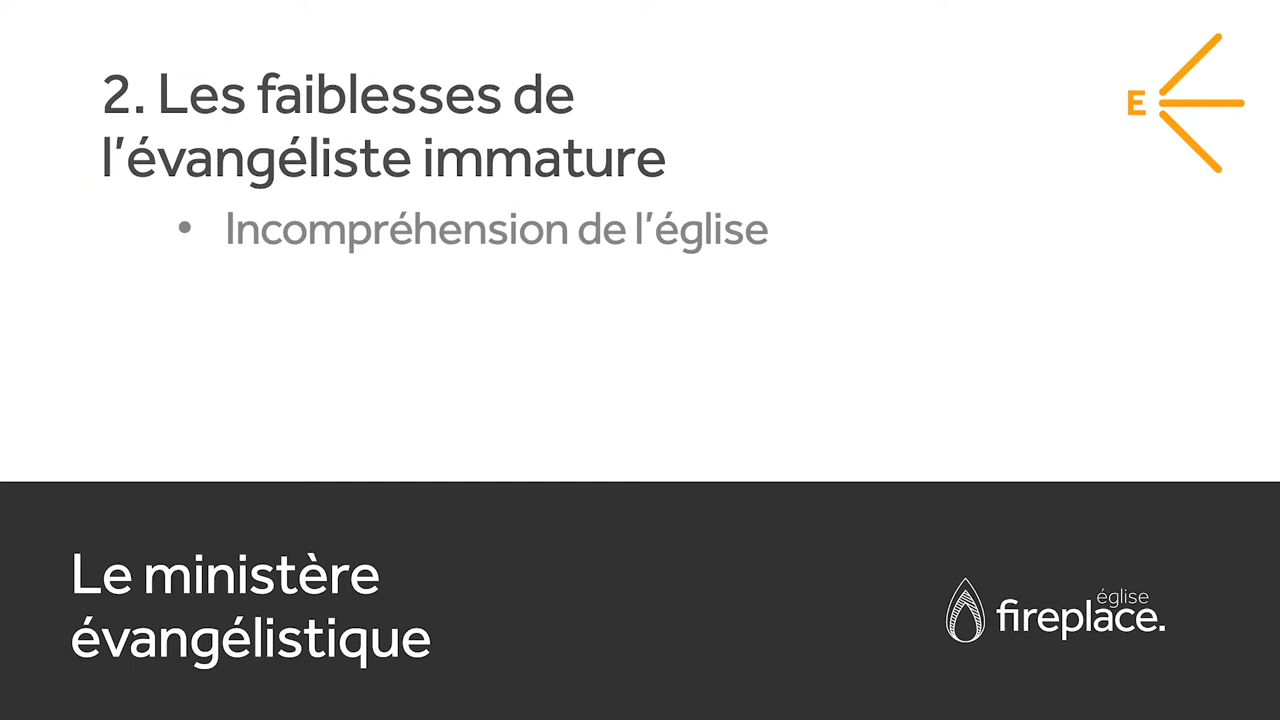 2. Les faiblesses de
l’évangéliste immature
• Incompréhension de l’église
E
Le ministère
évangélistique
église
fireplace.